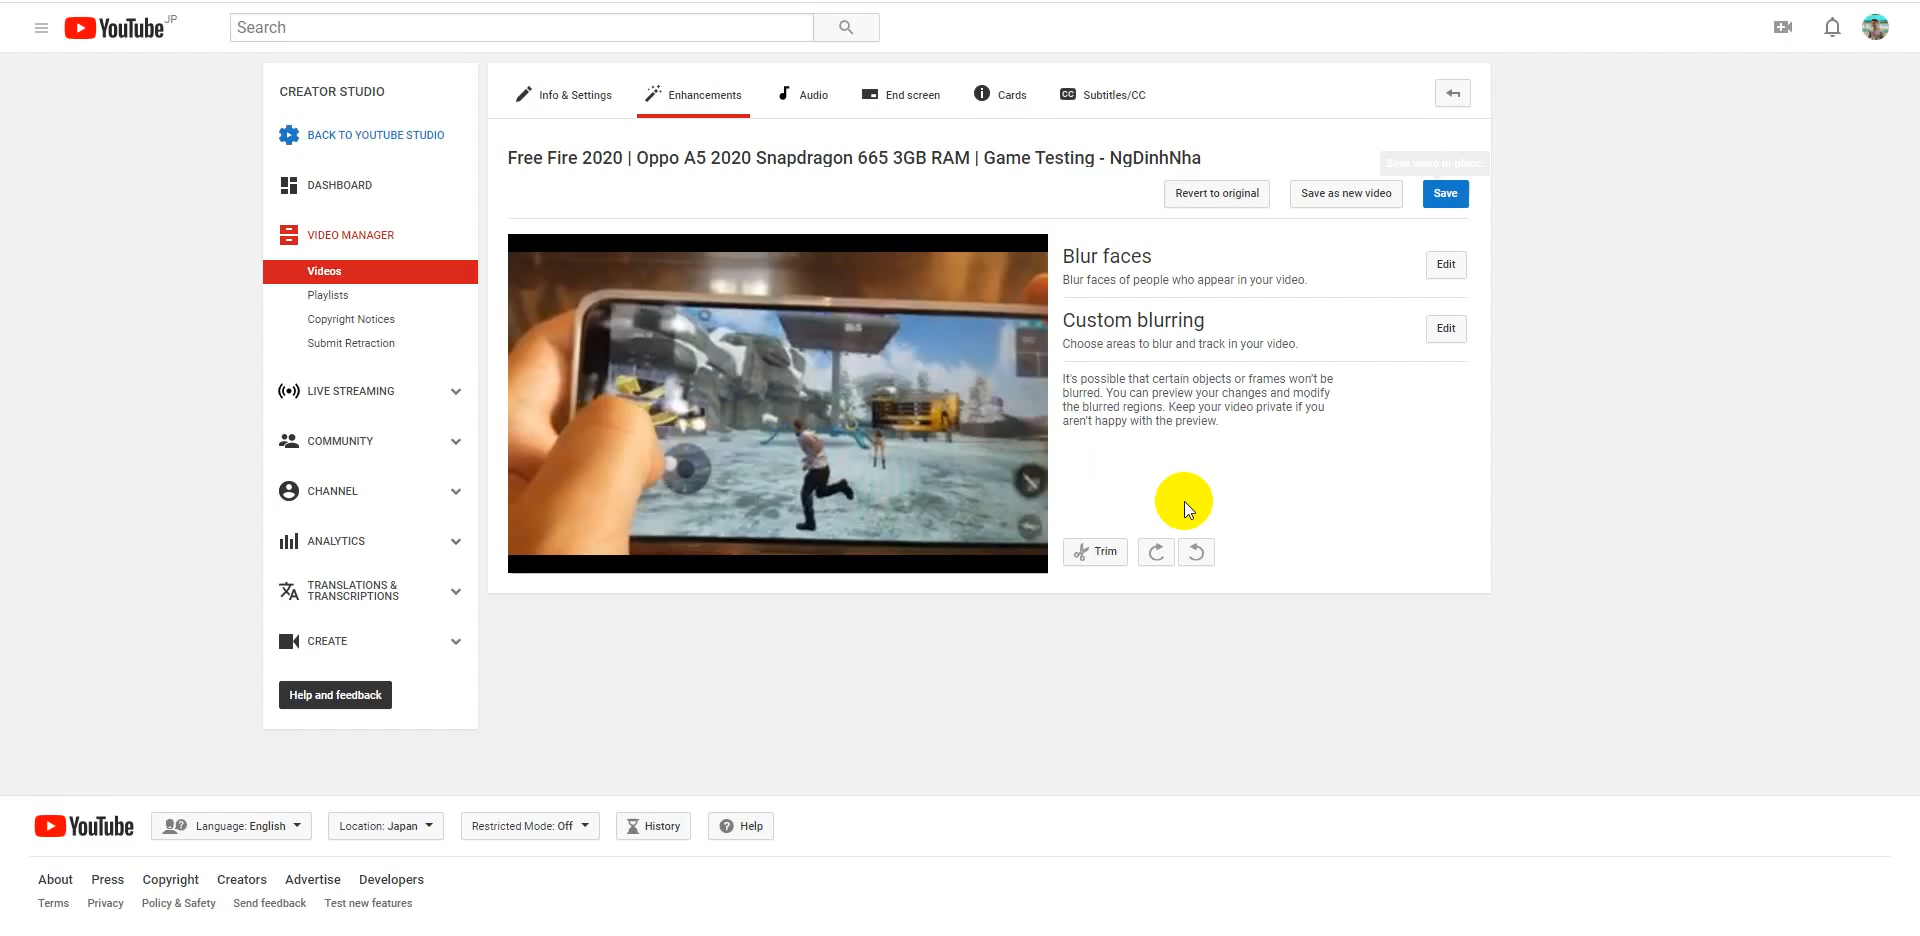 YouTube JP
Search
CREATOR STUDIO
BACK TO YOUTUBE STUDIO
DASHBOARD
VIDEO MANAGER
Videos
Playlists
Copyright Notices
Submit Retraction
LIVE STREAMING
COMMUNITY
CHANNEL
ANALYTICS
TRANSLATIONS &
TRANSCRIPTIONS
CREATE
Help and feedback
Info & Settings
Enhancements
Audio
End screen
Cards
CC Subtitles/CC
Free Fire 2020 | Oppo A5 2020 Snapdragon 665 3GB RAM | Game Testing - NgDinhNha
Revert to original
Save as new video
Save
Blur faces
Blur faces of people who appear in your video.
Edit
Custom blurring
Choose areas to blur and track in your video.
Edit
It's possible that certain objects or frames won't be
blurred. You can preview your changes and modify
the blurred regions. Keep your video private if you
aren't happy with the preview.
Trim
YouTube
Language: English
Location: Japan
Restricted Mode: Off
History
Help
About Press Copyright Creators Advertise Developers
Terms Privacy Policy & Safety Send feedback Test new features